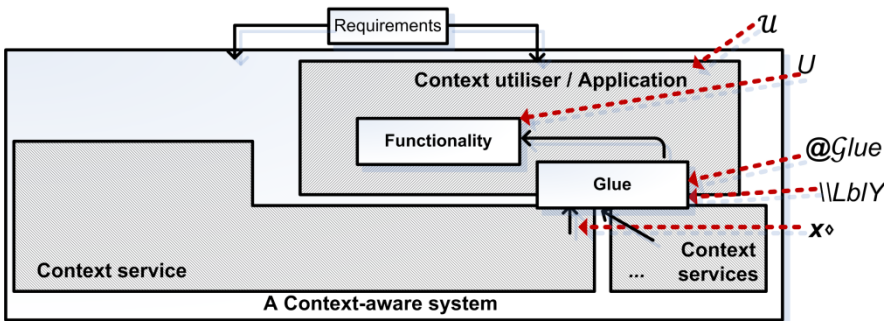 Requirements
𝒰
Context utiliser / Application
U
Functionality
@𝒢lue
Glue
\\LblY
x⋄
Context service
Context
services
...
A Context-aware system